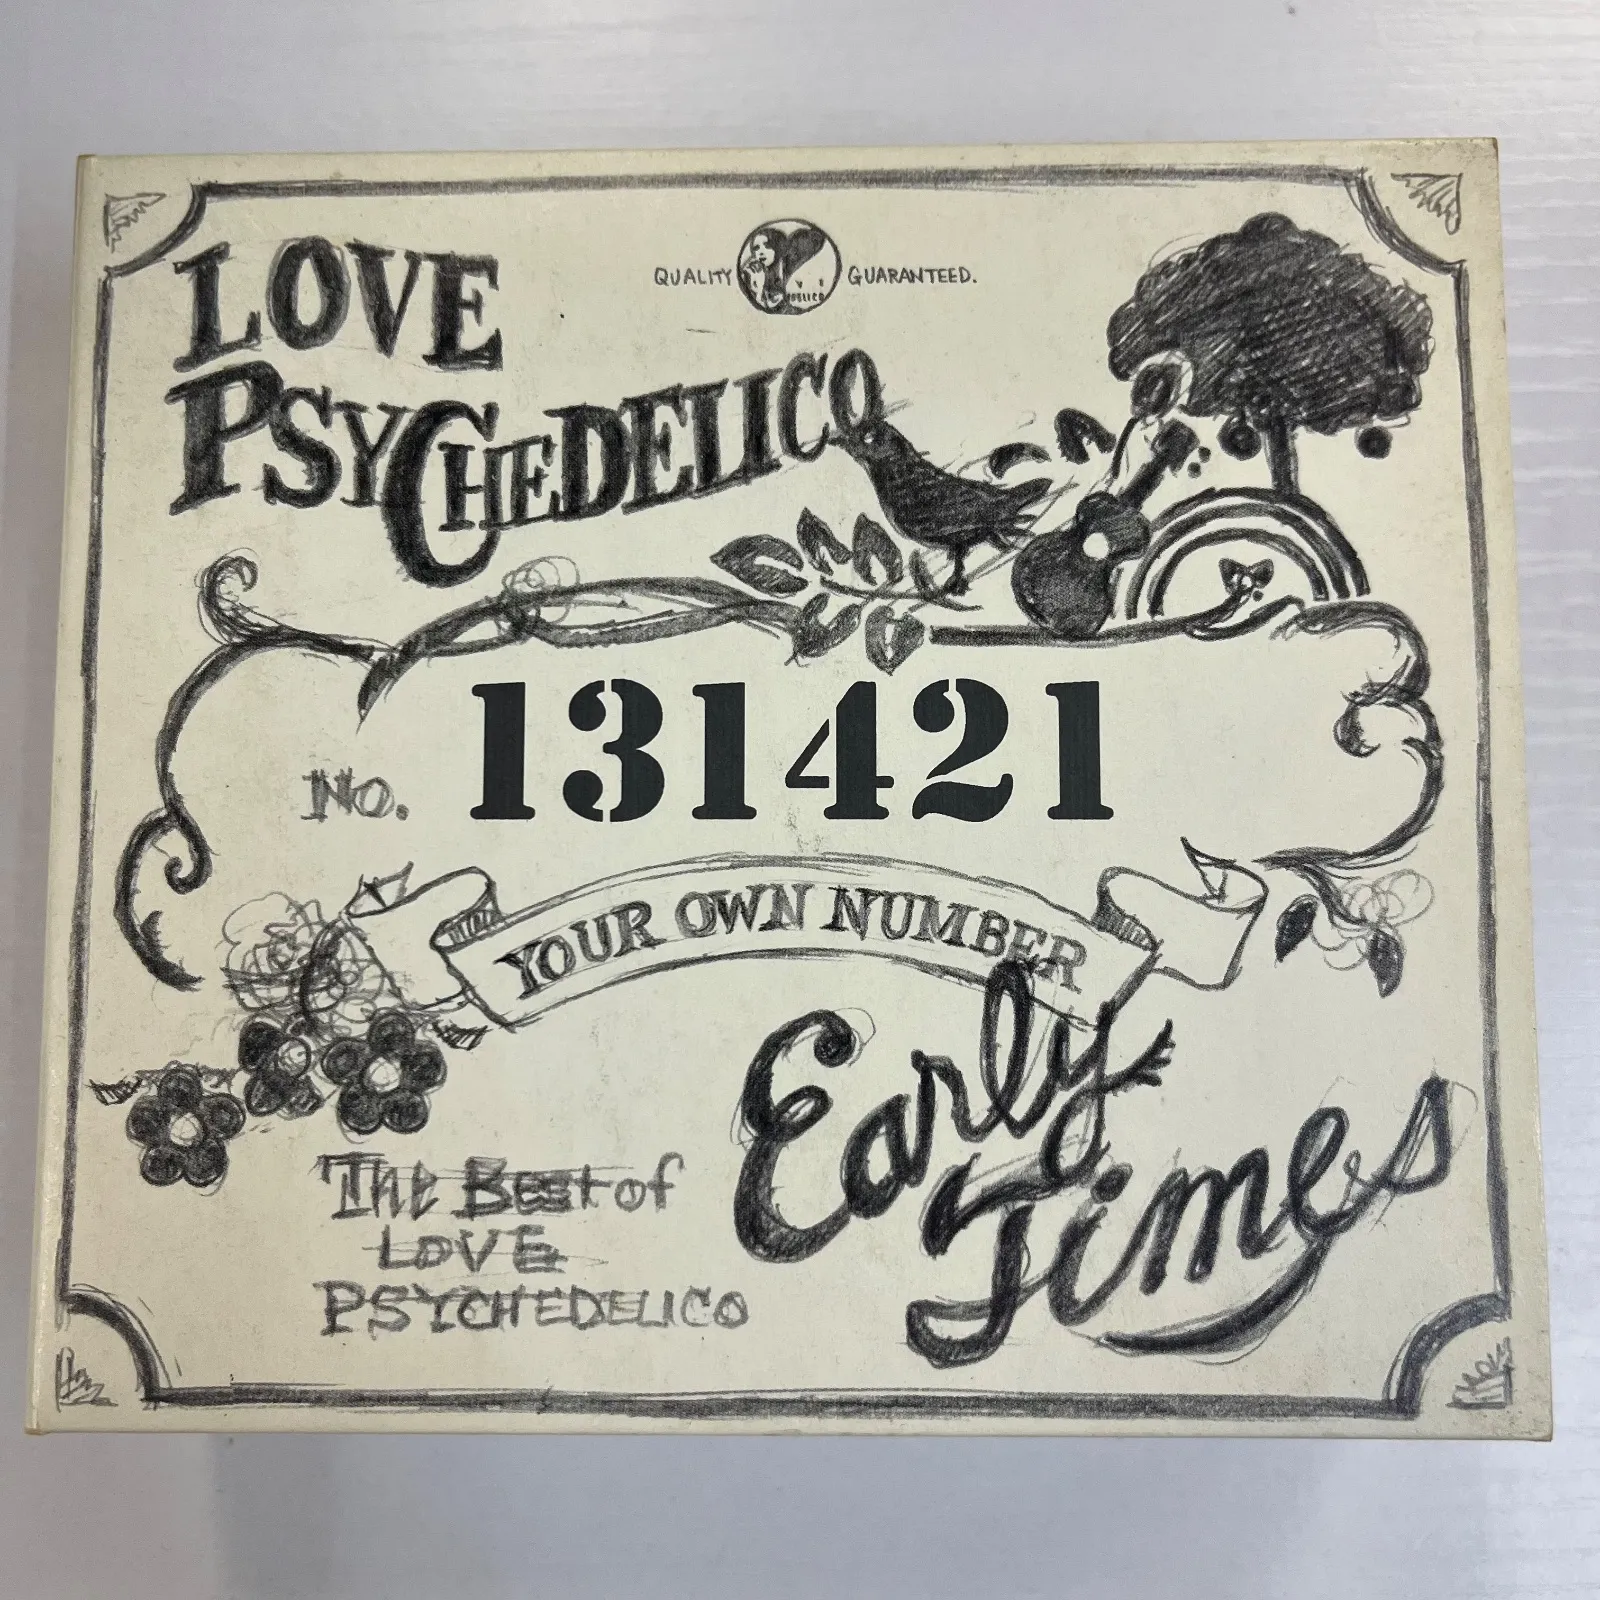 LOVE
PSYCHEDELICO
QUALITY GUARANTEED.
No. 131421
YOUR OWN NUMBER
Early
Times
The Best of
LOVE
PSYCHEDELICO